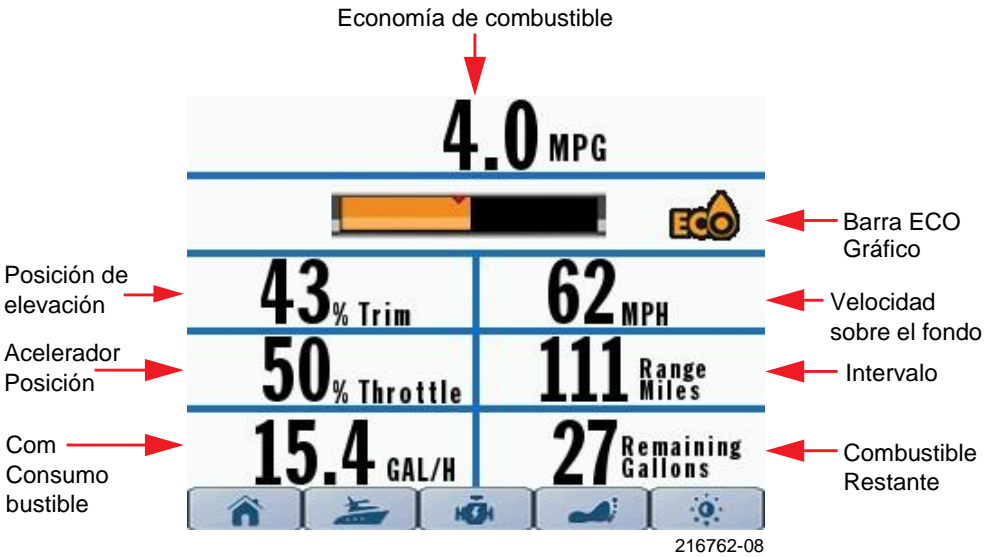 Economía de combustible
4.0 MPG
ECO
Barra ECO
Gráfico
Posición de
elevación
43% Trim
62 MPH
Velocidad
sobre el fondo
Acelerador
Posición
50% Throttle
111 Range
Miles
Intervalo
Com
Consumo
bustible
15.4 GAL/H
27 Remaining
Gallons
Combustible
Restante
216762-08